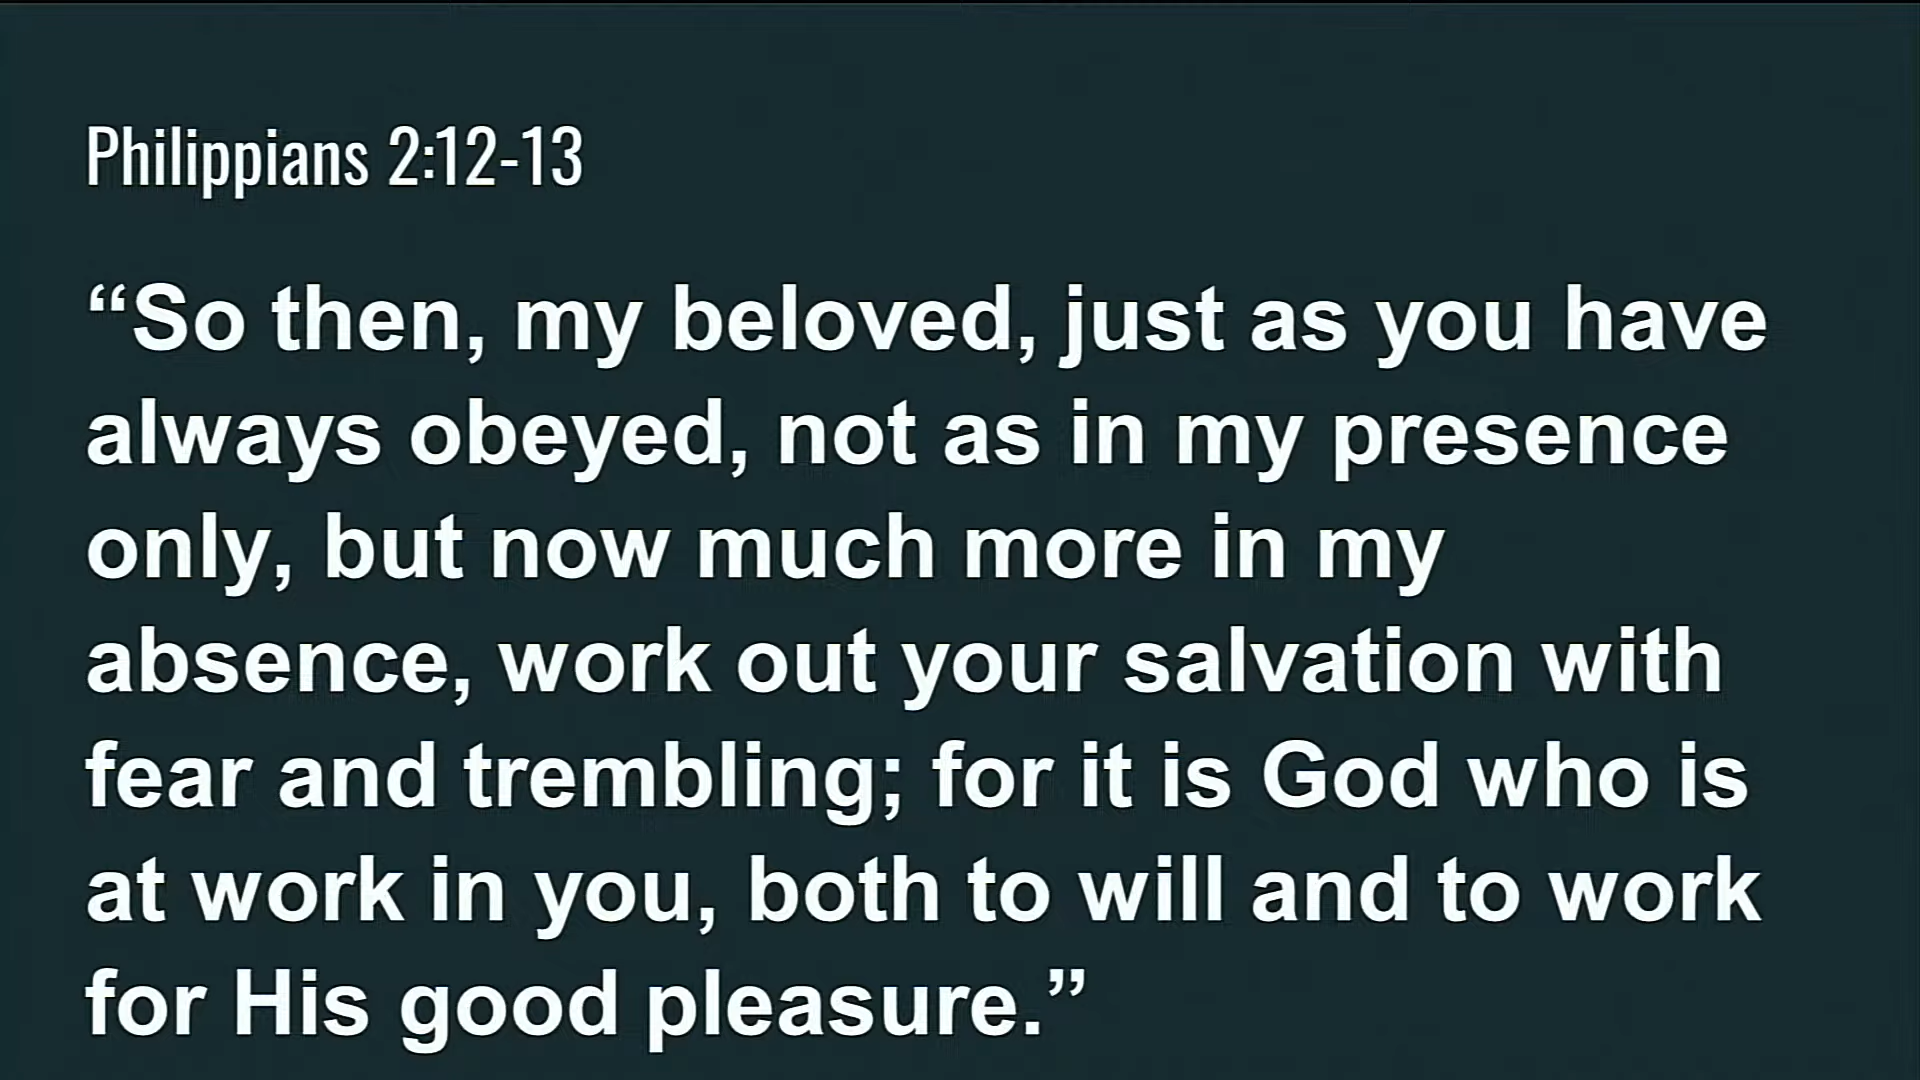 Philippians 2:12-13
“So then, my beloved, just as you have
always obeyed, not as in my presence
only, but now much more in my
absence, work out your salvation with
fear and trembling; for it is God who is
at work in you, both to will and to work
for His good pleasure.”